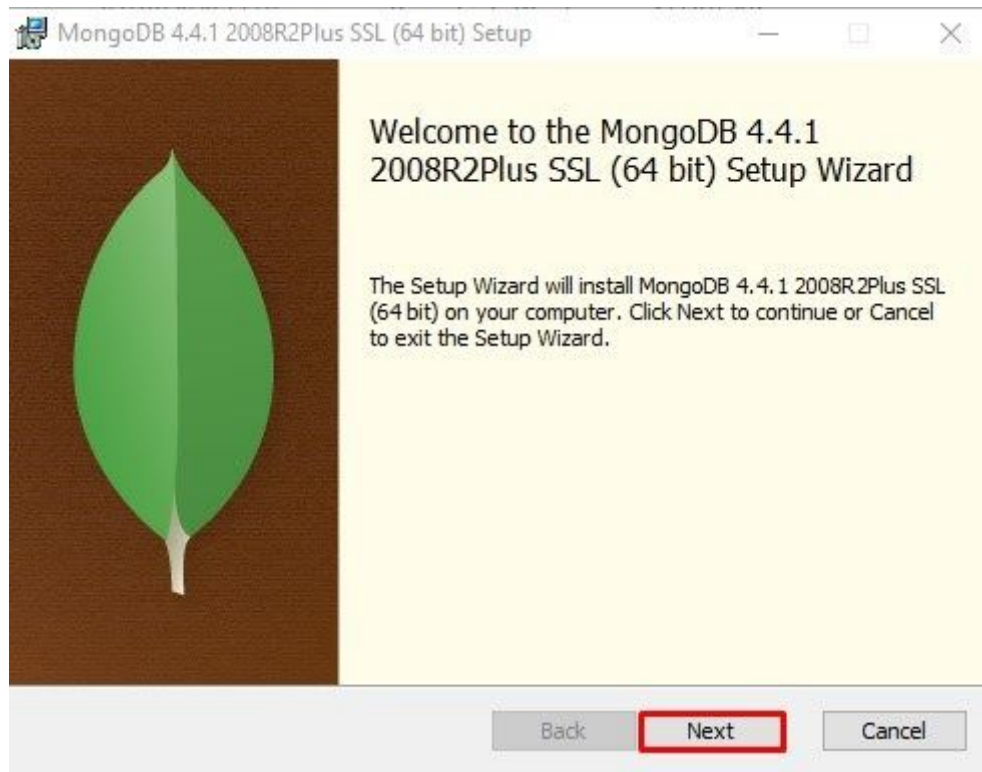 MongoDB 4.4.1 2008R2Plus SSL (64 bit) Setup
Welcome to the MongoDB 4.4.1
2008R2Plus SSL (64 bit) Setup Wizard
The Setup Wizard will install MongoDB 4.4.1 2008R2Plus SSL
(64 bit) on your computer. Click Next to continue or Cancel
to exit the Setup Wizard.
Back Next Cancel